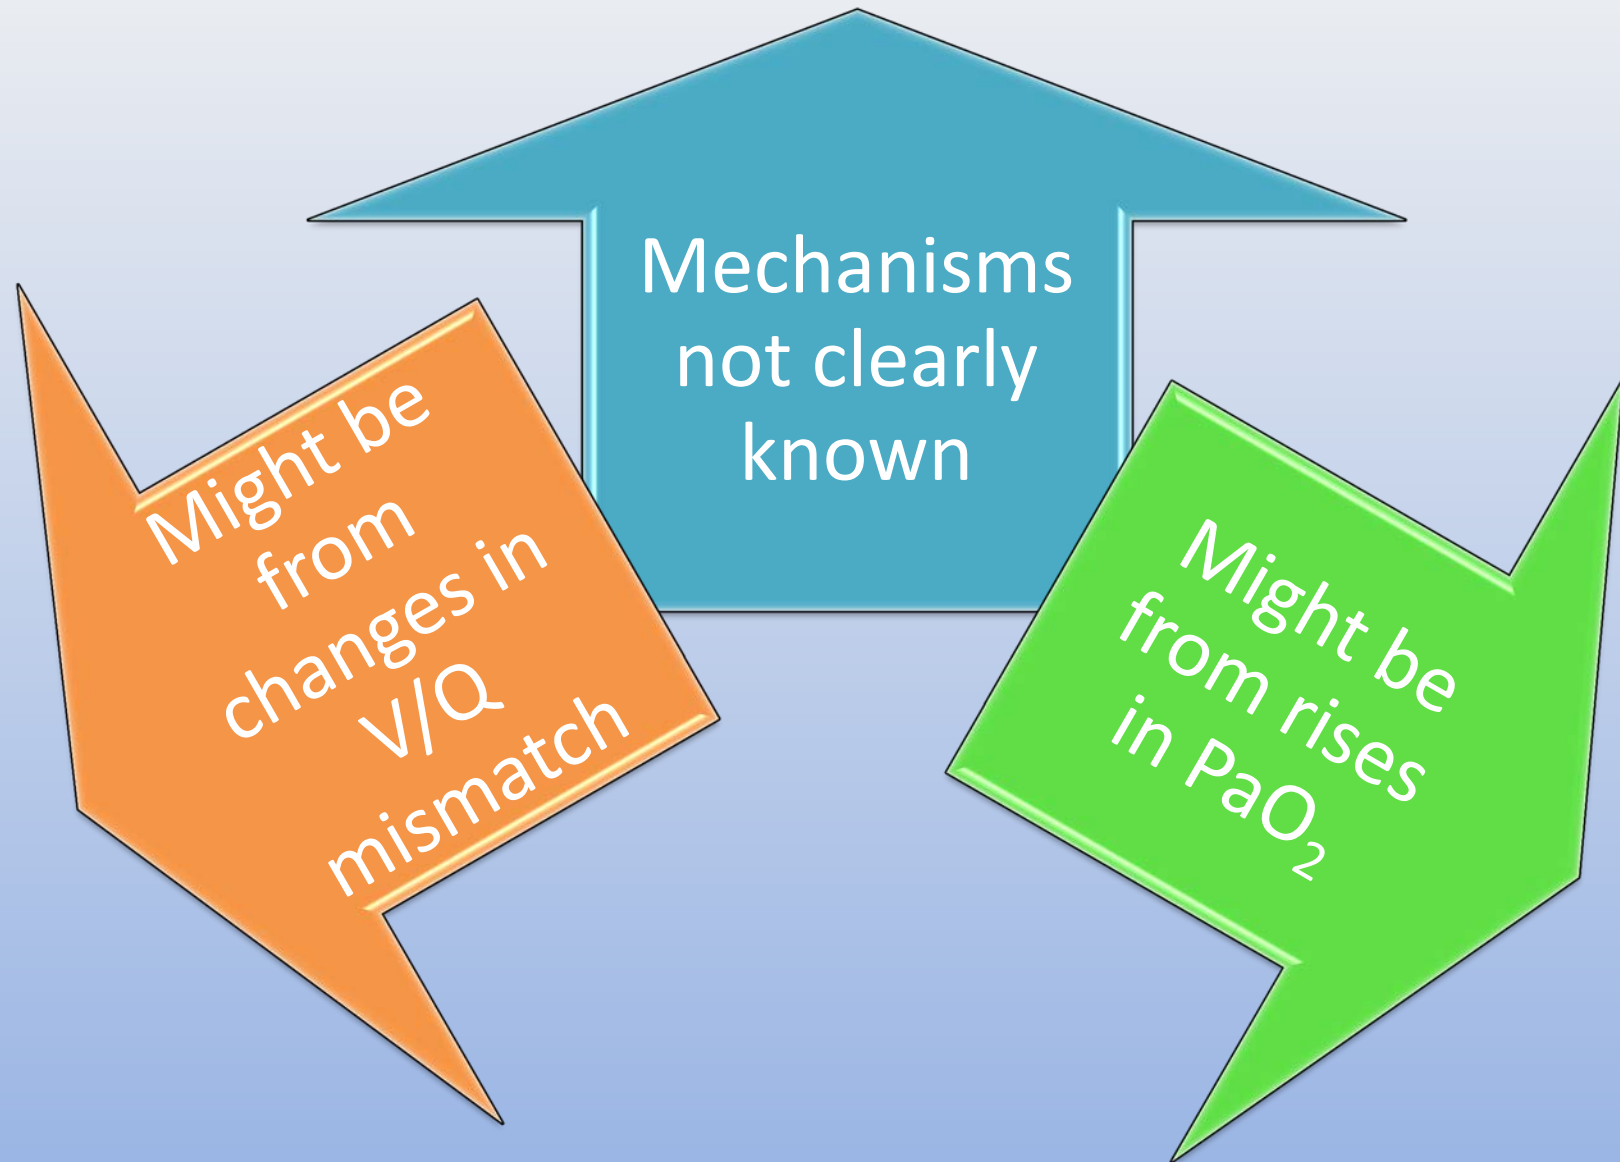 Mechanisms
not clearly
known
Might be
from
changes in
V/Q
mismatch
Might be
from rises
in PaO₂